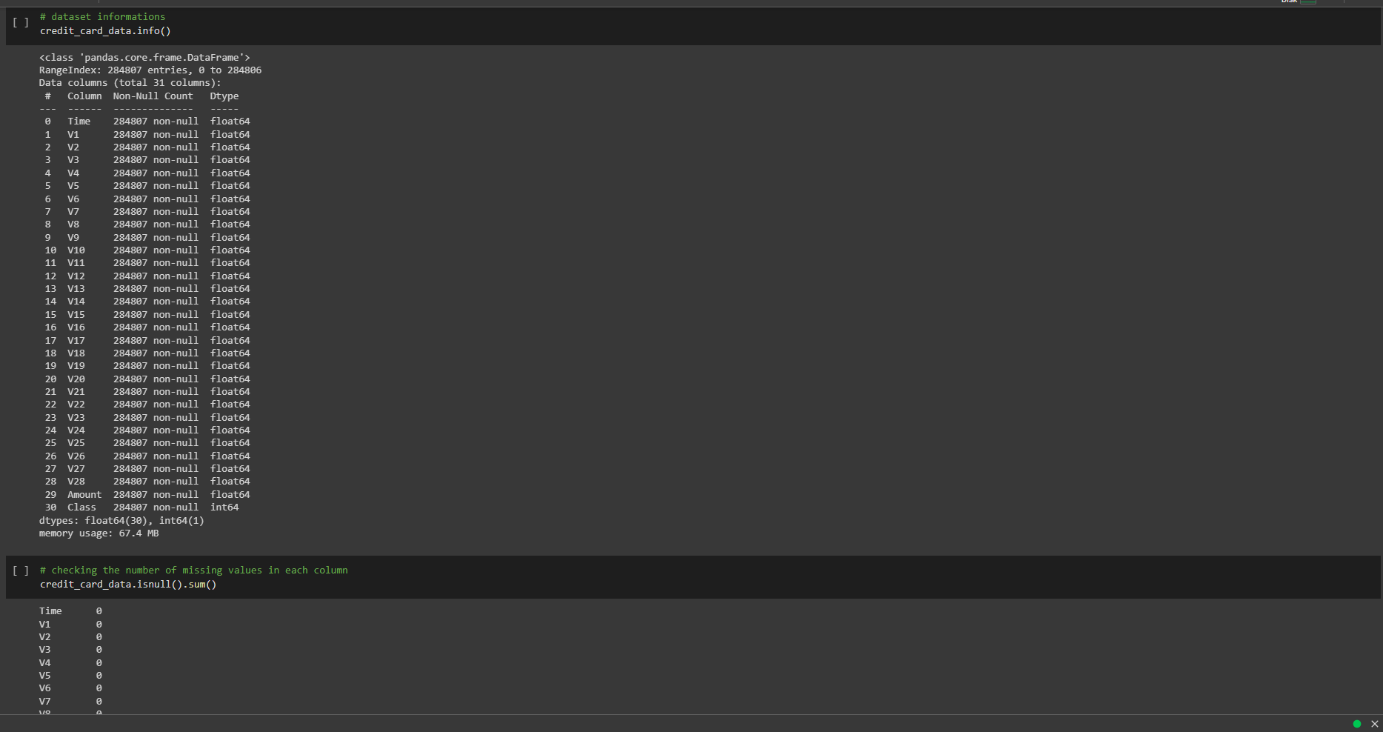 Disk
[ ] # dataset informations
credit_card_data.info()
<class 'pandas.core.frame.DataFrame'>
RangeIndex: 284807 entries, 0 to 284806
Data columns (total 31 columns):
 #   Column  Non-Null Count   Dtype
---  ------  --------------   -----
 0   Time    284807 non-null  float64
 1   V1      284807 non-null  float64
 2   V2      284807 non-null  float64
 3   V3      284807 non-null  float64
 4   V4      284807 non-null  float64
 5   V5      284807 non-null  float64
 6   V6      284807 non-null  float64
 7   V7      284807 non-null  float64
 8   V8      284807 non-null  float64
 9   V9      284807 non-null  float64
 10  V10     284807 non-null  float64
 11  V11     284807 non-null  float64
 12  V12     284807 non-null  float64
 13  V13     284807 non-null  float64
 14  V14     284807 non-null  float64
 15  V15     284807 non-null  float64
 16  V16     284807 non-null  float64
 17  V17     284807 non-null  float64
 18  V18     284807 non-null  float64
 19  V19     284807 non-null  float64
 20  V20     284807 non-null  float64
 21  V21     284807 non-null  float64
 22  V22     284807 non-null  float64
 23  V23     284807 non-null  float64
 24  V24     284807 non-null  float64
 25  V25     284807 non-null  float64
 26  V26     284807 non-null  float64
 27  V27     284807 non-null  float64
 28  V28     284807 non-null  float64
 29  Amount  284807 non-null  float64
 30  Class   284807 non-null  int64
dtypes: float64(30), int64(1)
memory usage: 67.4 MB
[ ] # checking the number of missing values in each column
credit_card_data.isnull().sum()
Time      0
V1        0
V2        0
V3        0
V4        0
V5        0
V6        0
V7        0
V8        0